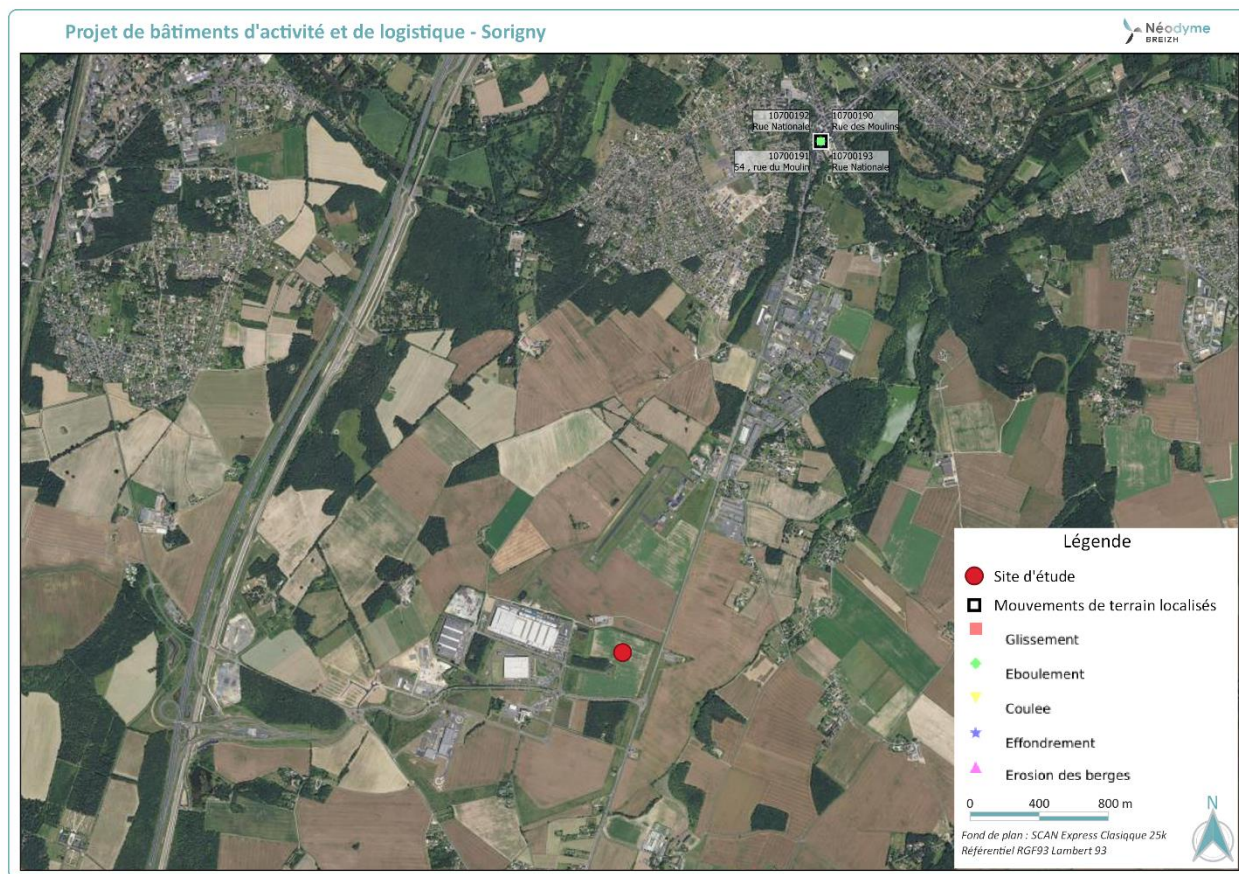 Projet de bâtiments d'activité et de logistique - Sorigny
Néodyme
BREIZH
10700192
Rue Nationale
10700190
Rue des Moulins
10700191
54 , rue du Moulin
10700193
Rue Nationale
Légende
Site d'étude
Mouvements de terrain localisés
Glissement
Eboulement
Coulee
Effondrement
Erosion des berges
0 400 800 m
N
Fond de plan : SCAN Express Clasiqque 25k
Référentiel RGF93 Lambert 93